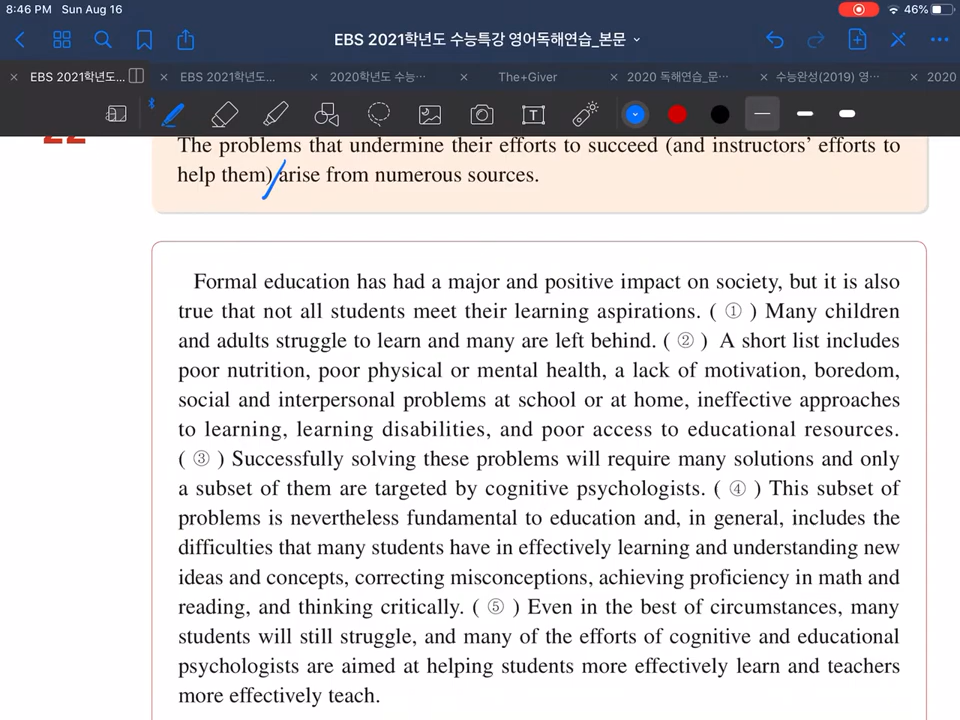 8:46 PM Sun Aug 16
46%
EBS 2021학년도 수능특강 영어독해연습_본문
EBS 2021학년도...
EBS 2021학년도...
2020학년도 수능···
The+Giver
2020 독해연습_문···
수능완성(2019) 영···
2020
22
The problems that undermine their efforts to succeed (and instructors' efforts to
help them) arise from numerous sources.
Formal education has had a major and positive impact on society, but it is also
true that not all students meet their learning aspirations. ( ① ) Many children
and adults struggle to learn and many are left behind. ( ② ) A short list includes
poor nutrition, poor physical or mental health, a lack of motivation, boredom,
social and interpersonal problems at school or at home, ineffective approaches
to learning, learning disabilities, and poor access to educational resources.
( ③ ) Successfully solving these problems will require many solutions and only
a subset of them are targeted by cognitive psychologists. ( ④ ) This subset of
problems is nevertheless fundamental to education and, in general, includes the
difficulties that many students have in effectively learning and understanding new
ideas and concepts, correcting misconceptions, achieving proficiency in math and
reading, and thinking critically. ( ⑤ ) Even in the best of circumstances, many
students will still struggle, and many of the efforts of cognitive and educational
psychologists are aimed at helping students more effectively learn and teachers
more effectively teach.